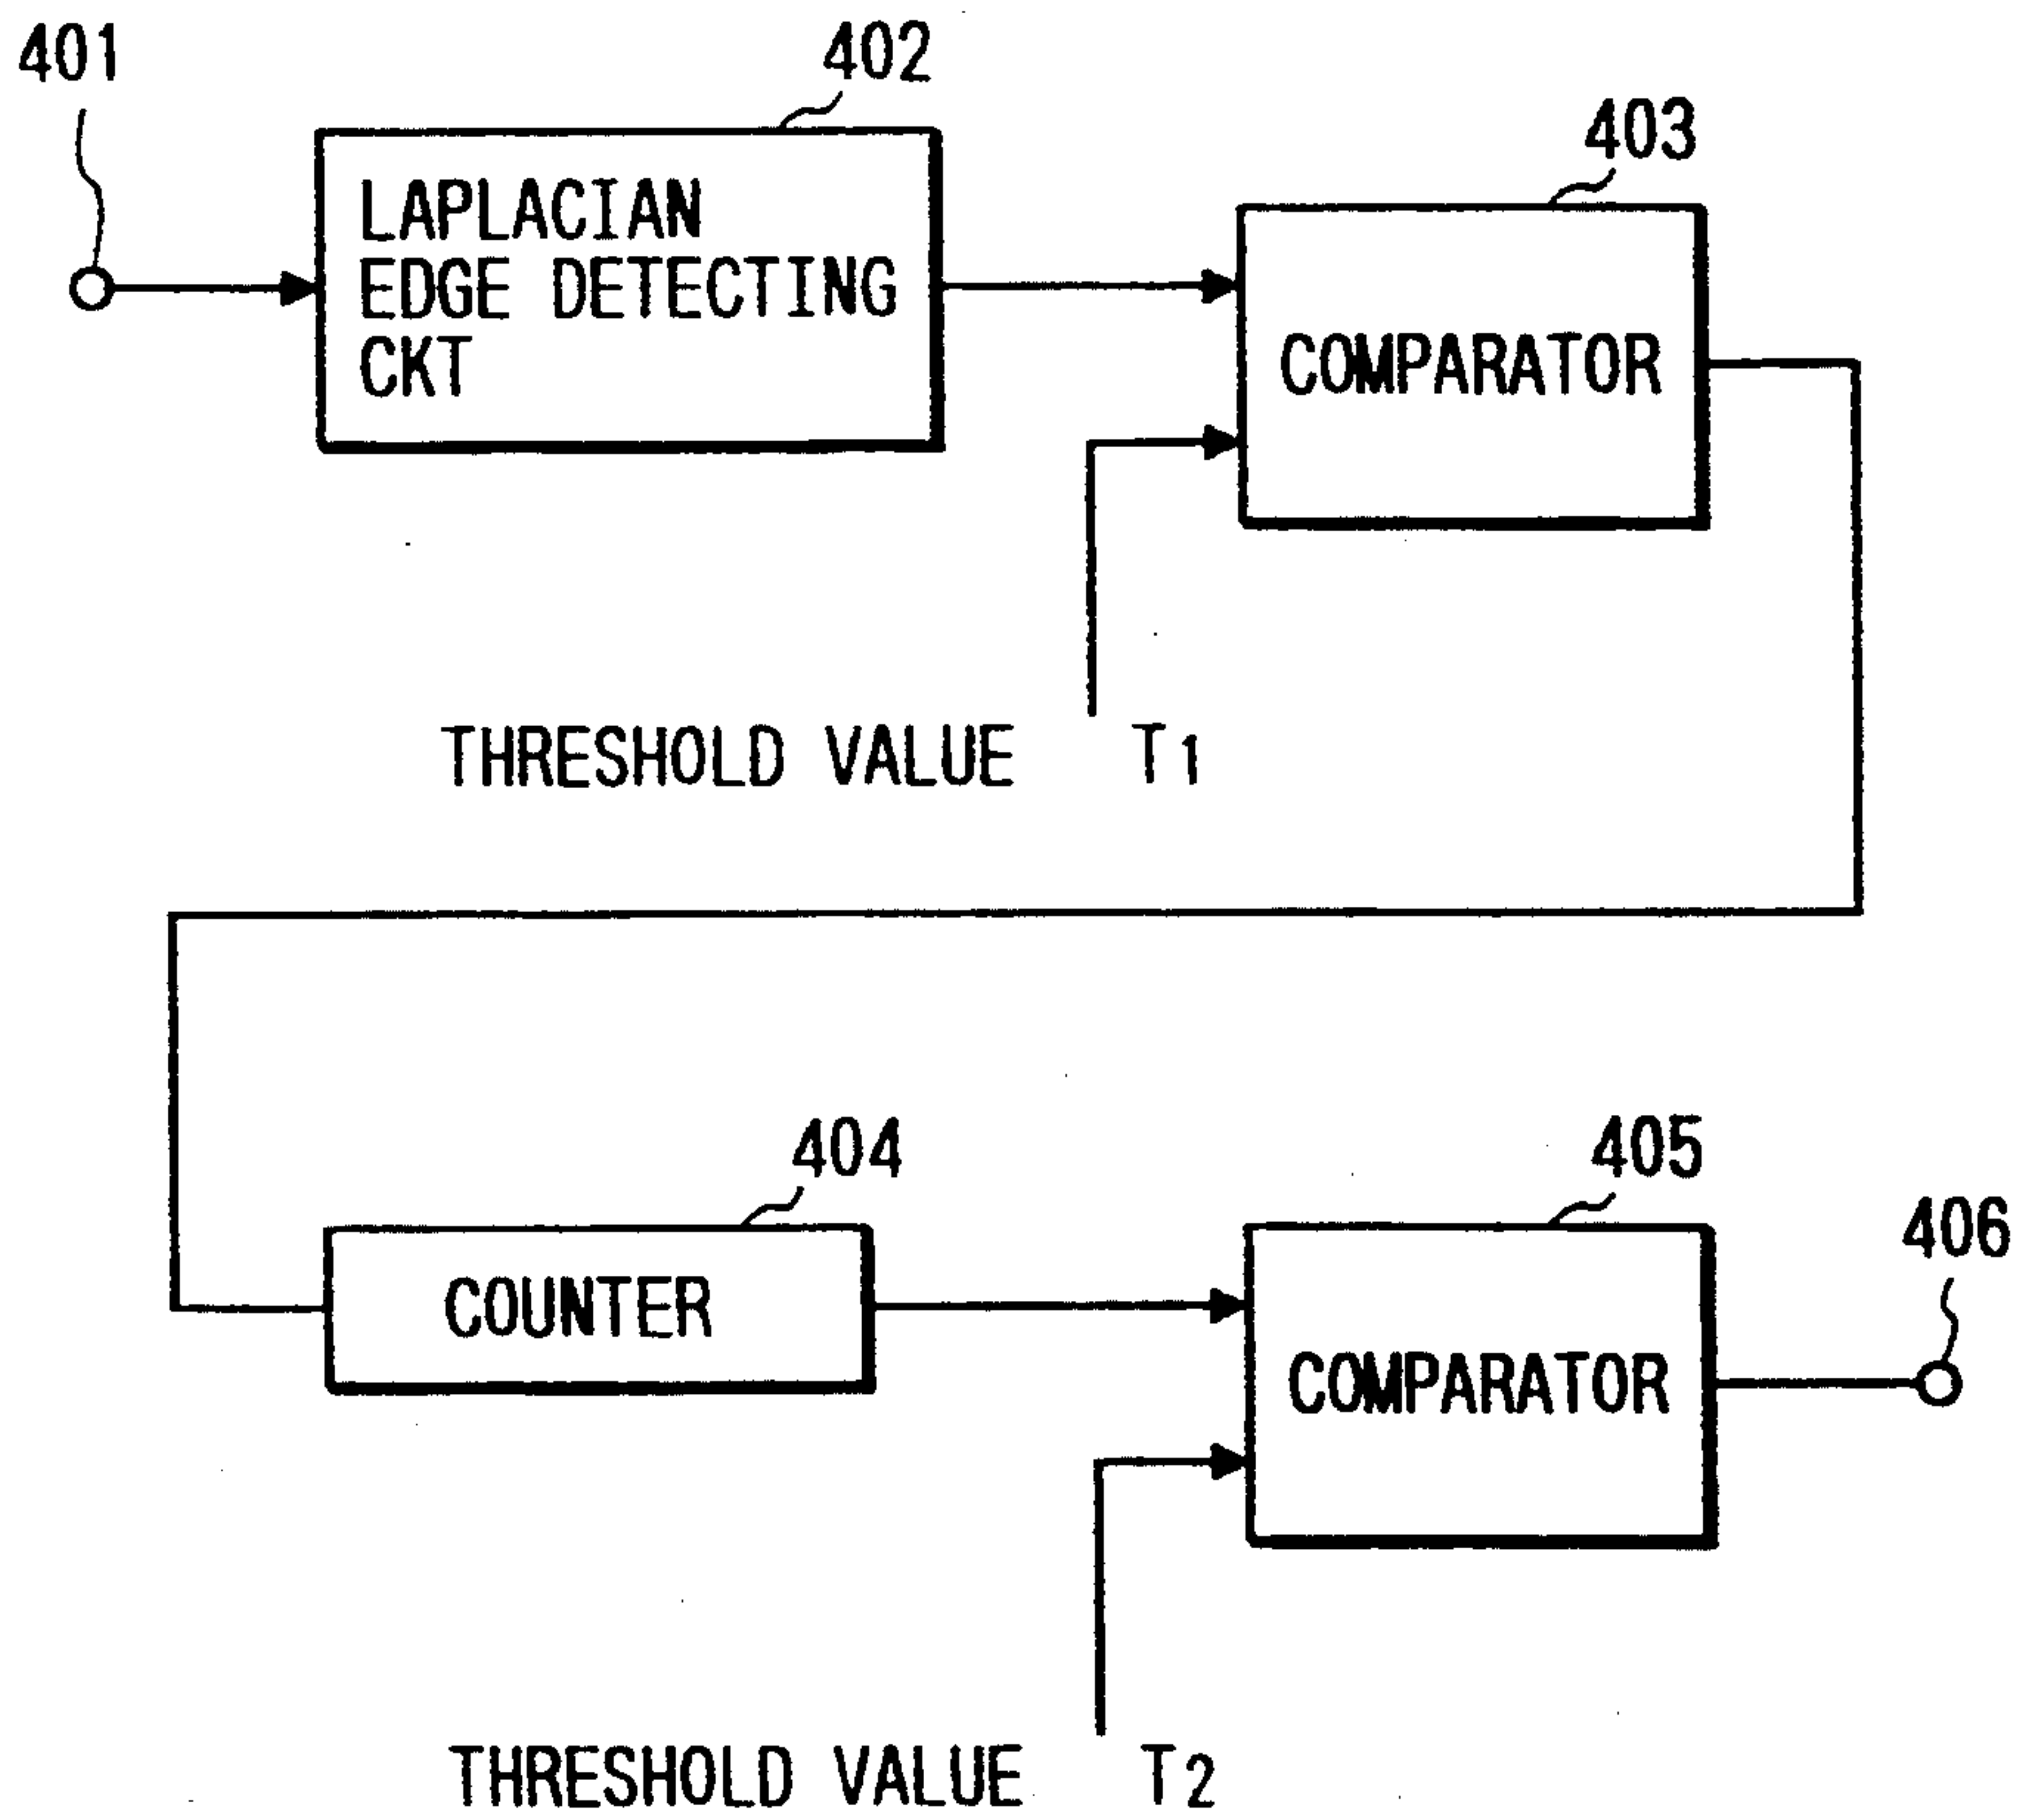 401
402
403
LAPLACIAN
EDGE DETECTING
CKT
COMPARATOR
THRESHOLD VALUE T1
404
405
406
COUNTER
COMPARATOR
THRESHOLD VALUE T2